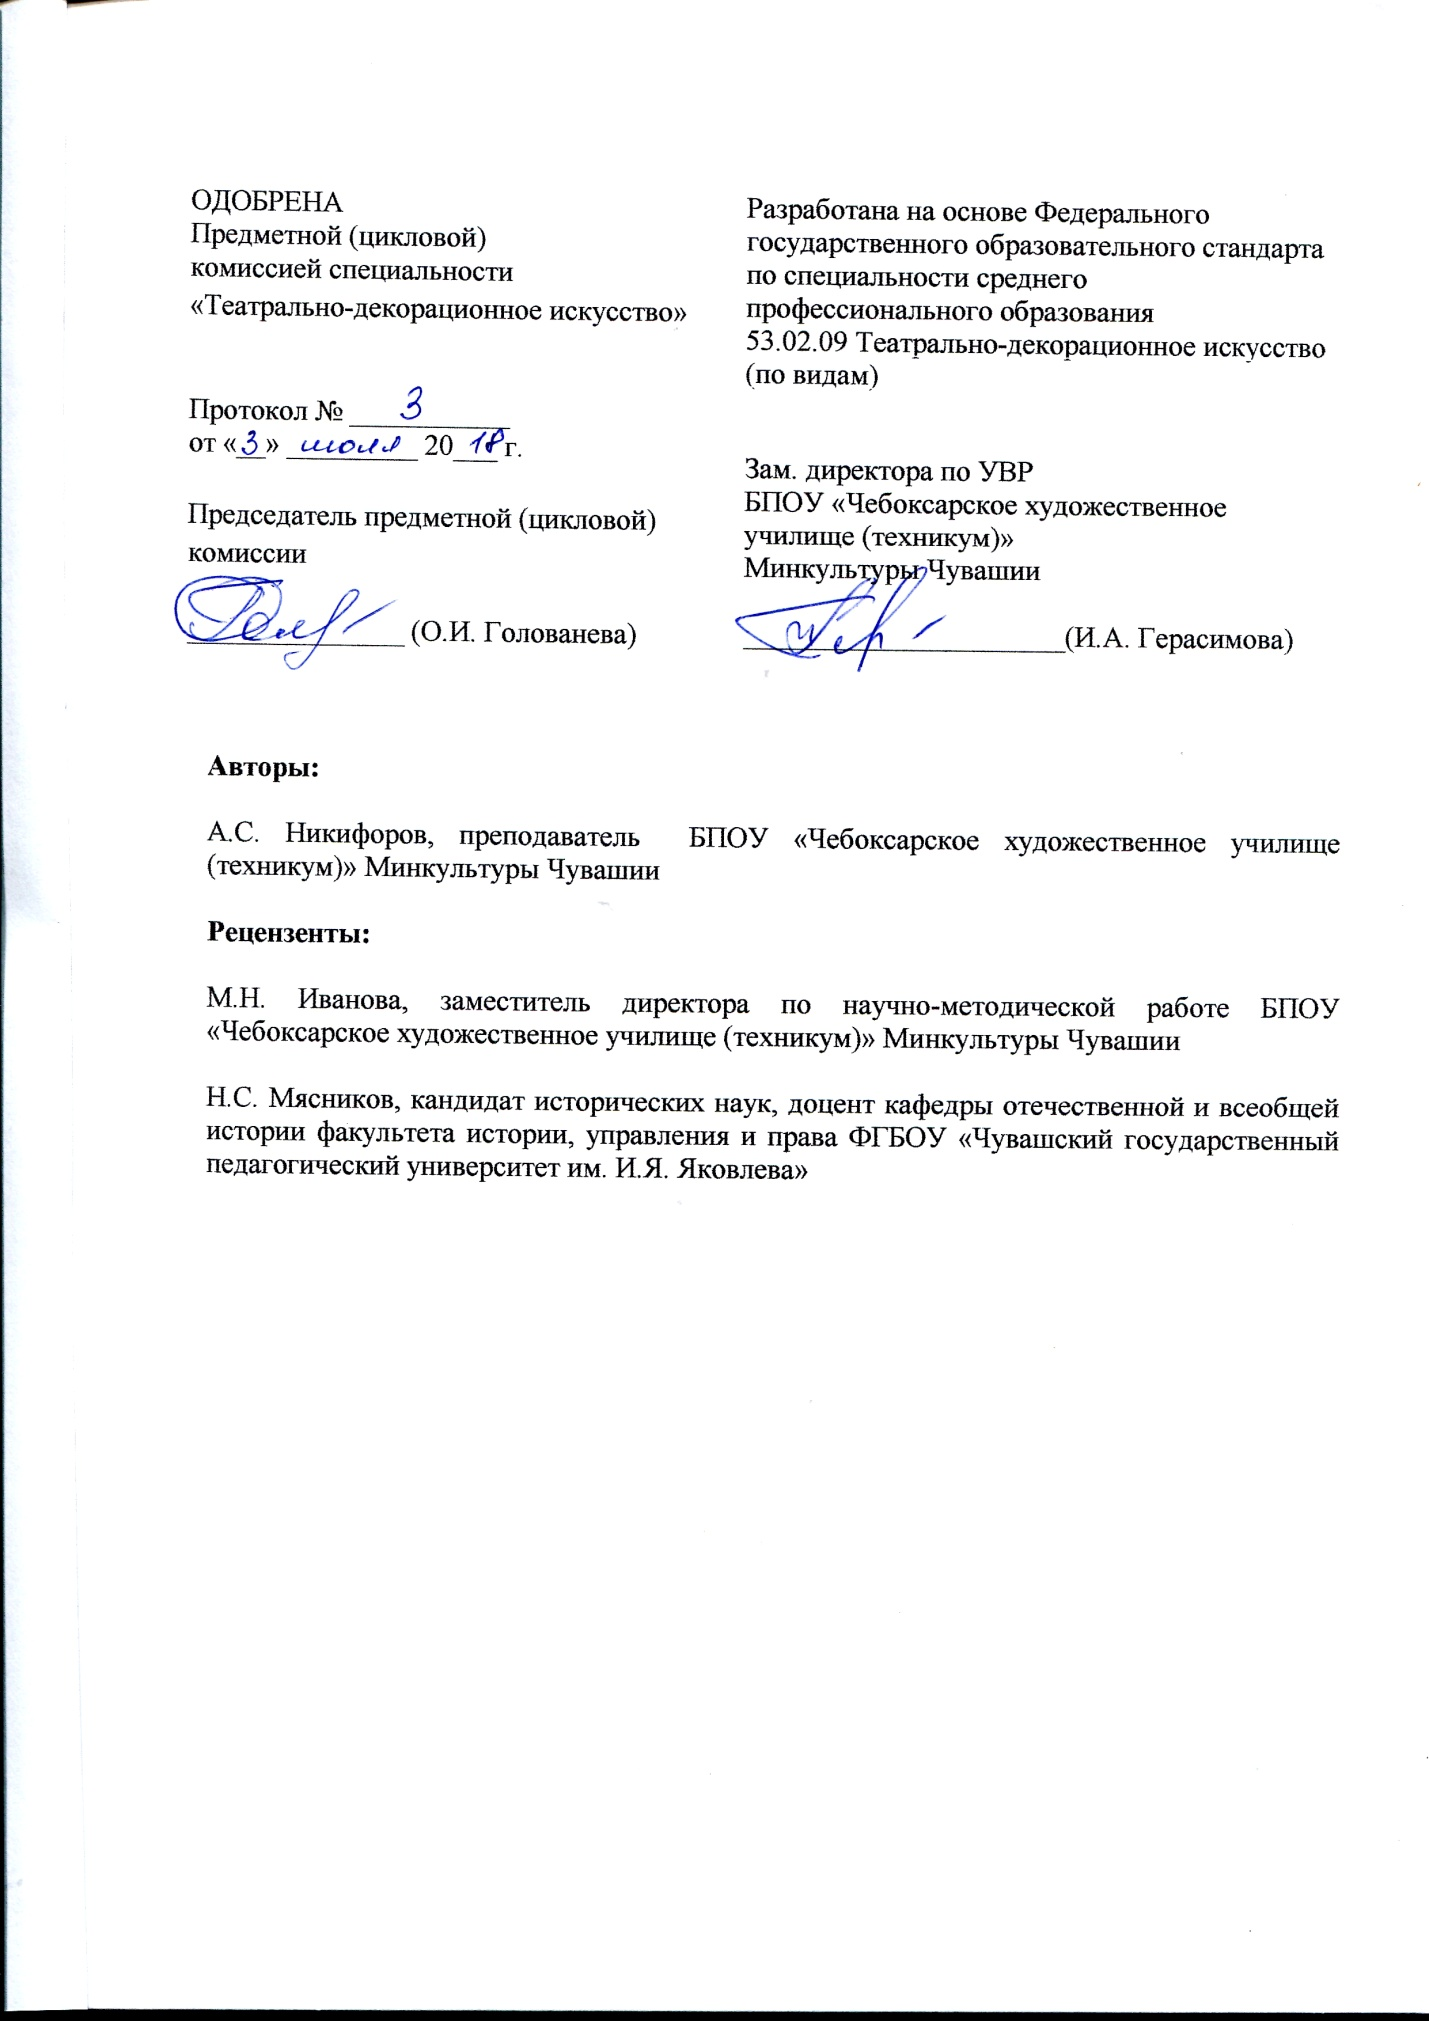 ОДОБРЕНА
Предметной (цикловой)
комиссией специальности
«Театрально-декорационное искусство»
Протокол № 3
от «3» июля 2018 г.
Председатель предметной (цикловой)
комиссии
(О.И. Голованева)
Разработана на основе Федерального
государственного образовательного стандарта
по специальности среднего
профессионального образования
53.02.09 Театрально-декорационное искусство
(по видам)
Зам. директора по УВР
БПОУ «Чебоксарское художественное
училище (техникум)»
Минкультуры Чувашии
(И.А. Герасимова)
Авторы:
А.С. Никифоров, преподаватель БПОУ «Чебоксарское художественное училище
(техникум)» Минкультуры Чувашии
Рецензенты:
М.Н. Иванова, заместитель директора по научно-методической работе БПОУ
«Чебоксарское художественное училище (техникум)» Минкультуры Чувашии
Н.С. Мясников, кандидат исторических наук, доцент кафедры отечественной и всеобщей
истории факультета истории, управления и права ФГБОУ «Чувашский государственный
педагогический университет им. И.Я. Яковлева»